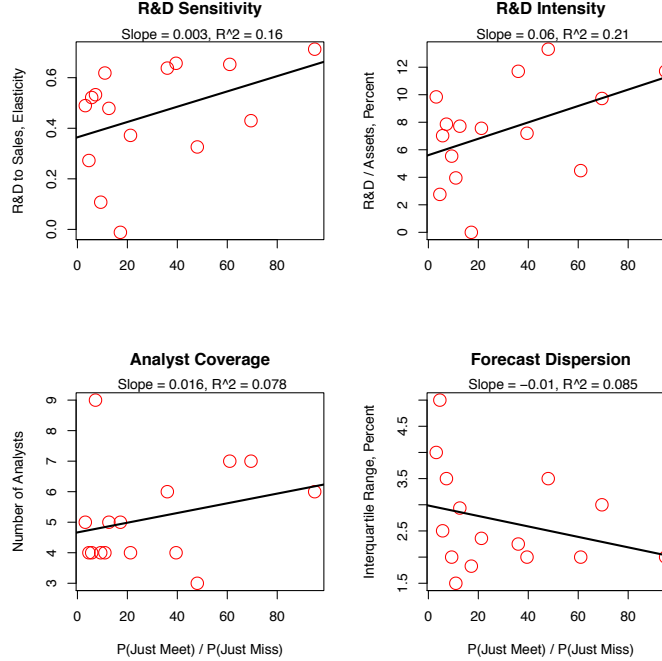 R&D Sensitivity
Slope = 0.003, R^2 = 0.16
R&D to Sales, Elasticity
0.6
0.4
0.2
0.0
0 20 40 60 80
R&D Intensity
Slope = 0.06, R^2 = 0.21
R&D / Assets, Percent
12
10
8
6
4
2
0
0 20 40 60 80
Analyst Coverage
Slope = 0.016, R^2 = 0.078
Number of Analysts
9
8
7
6
5
4
3
0 20 40 60 80
P(Just Meet) / P(Just Miss)
Forecast Dispersion
Slope = −0.01, R^2 = 0.085
Interquartile Range, Percent
4.5
3.5
2.5
1.5
0 20 40 60 80
P(Just Meet) / P(Just Miss)